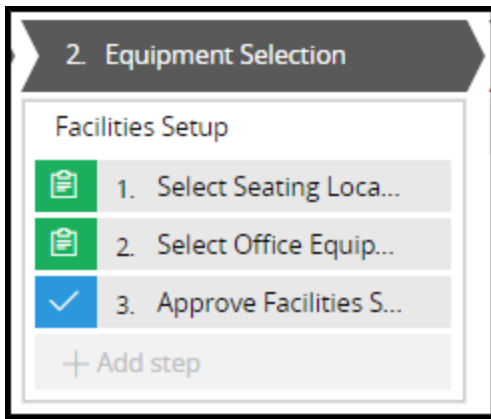 2. Equipment Selection
Facilities Setup
1. Select Seating Loca...
2. Select Office Equip...
3. Approve Facilities S...
+ Add step